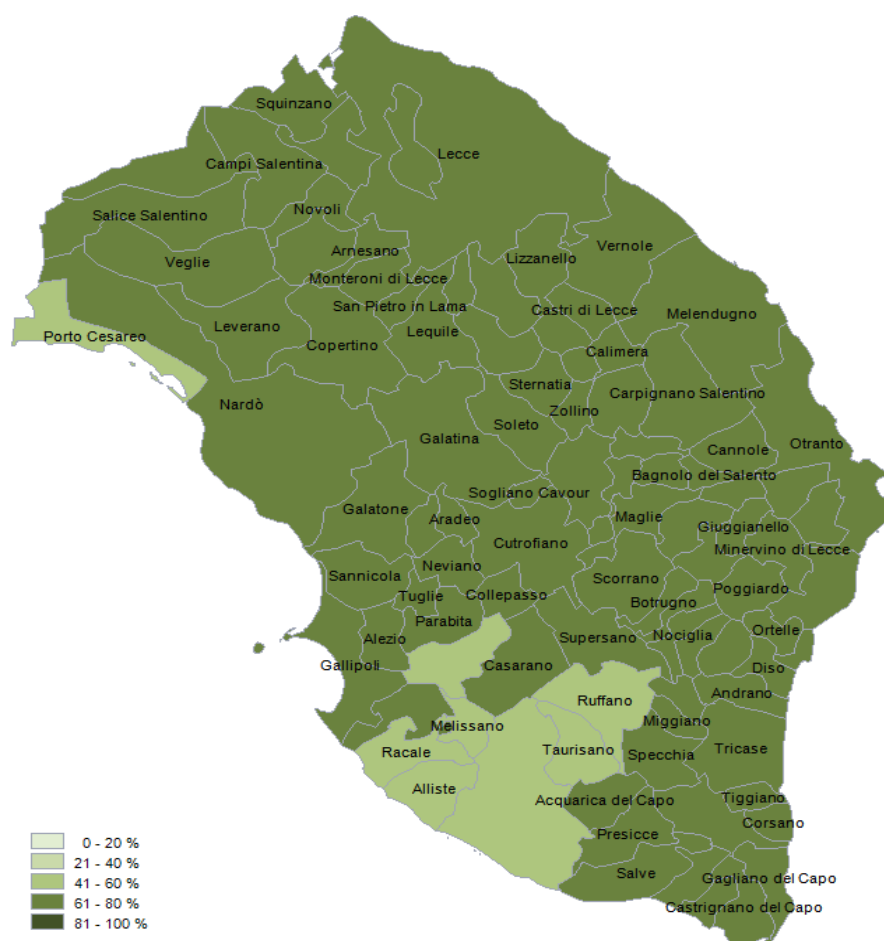 Squinzano
Lecce
Campi Salentina
Novoli
Salice Salentino
Arnesano
Vernole
Lizzanello
Veglie
Monteroni di Lecce
San Pietro in Lama
Castri di Lecce
Melendugno
Leverano
Lequile
Porto Cesareo
Copertino
Calimera
Sternatia
Carpignano Salentino
Nardò
Zollino
Soleto
Galatina
Otranto
Cannole
Bagnolo del Salento
Sogliano Cavour
Galatone
Maglie
Aradeo
Giuggianello
Cutrofiano
Minervino di Lecce
Neviano
Sannicola
Scorrano
Poggiardo
Tuglie
Collepasso
Botrugno
Parabita
Ortelle
Alezio
Supersano
Nociglia
Gallipoli
Casarano
Diso
Andrano
Ruffano
Miggiano
Melissano
Racale
Taurisano
Specchia
Tricase
Alliste
Acquarica del Capo
Tiggiano
Corsano
Presicce
Salve
Gagliano del Capo
Castrignano del Capo
0 - 20 %
21 - 40 %
41 - 60 %
61 - 80 %
81 - 100 %